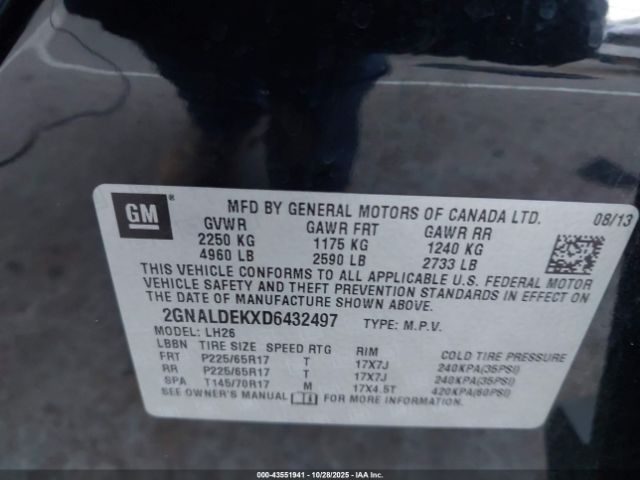 GM ®
MFD BY GENERAL MOTORS OF CANADA LTD. 08/13
GVWR GAWR FRT GAWR RR
2250 KG 1175 KG 1240 KG
4960 LB 2590 LB 2733 LB
THIS VEHICLE CONFORMS TO ALL APPLICABLE U.S. FEDERAL MOTOR
VEHICLE SAFETY AND THEFT PREVENTION STANDARDS IN EFFECT ON
THE DATE OF MANUFACTURE SHOWN ABOVE.
2GNALDEKXD6432497 TYPE: M.P.V.
MODEL: LH26
LBBN TIRE SIZE SPEED RTG RIM COLD TIRE PRESSURE
FRT P225/65R17 T 17X7J 240KPA(35PSI)
RR P225/65R17 T 17X7J 240KPA(35PSI)
SPA T145/70R17 M 17X4.5T 420KPA(60PSI)
SEE OWNER'S MANUAL FOR MORE INFORMATION.
000-43551941 - 10/28/2025 - IAA Inc.